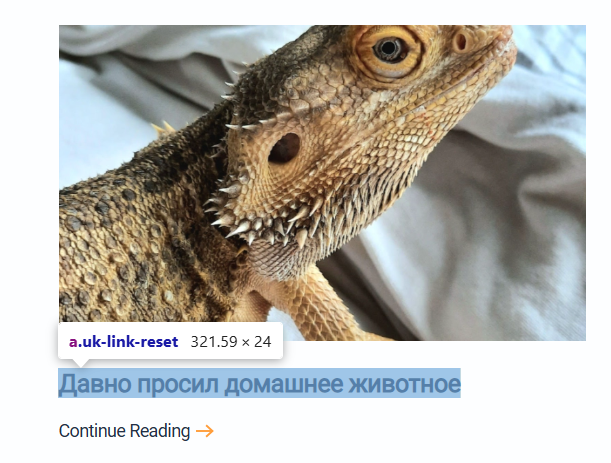 a.uk-link-reset 321.59 × 24
Давно просил домашнее животное
Continue Reading →